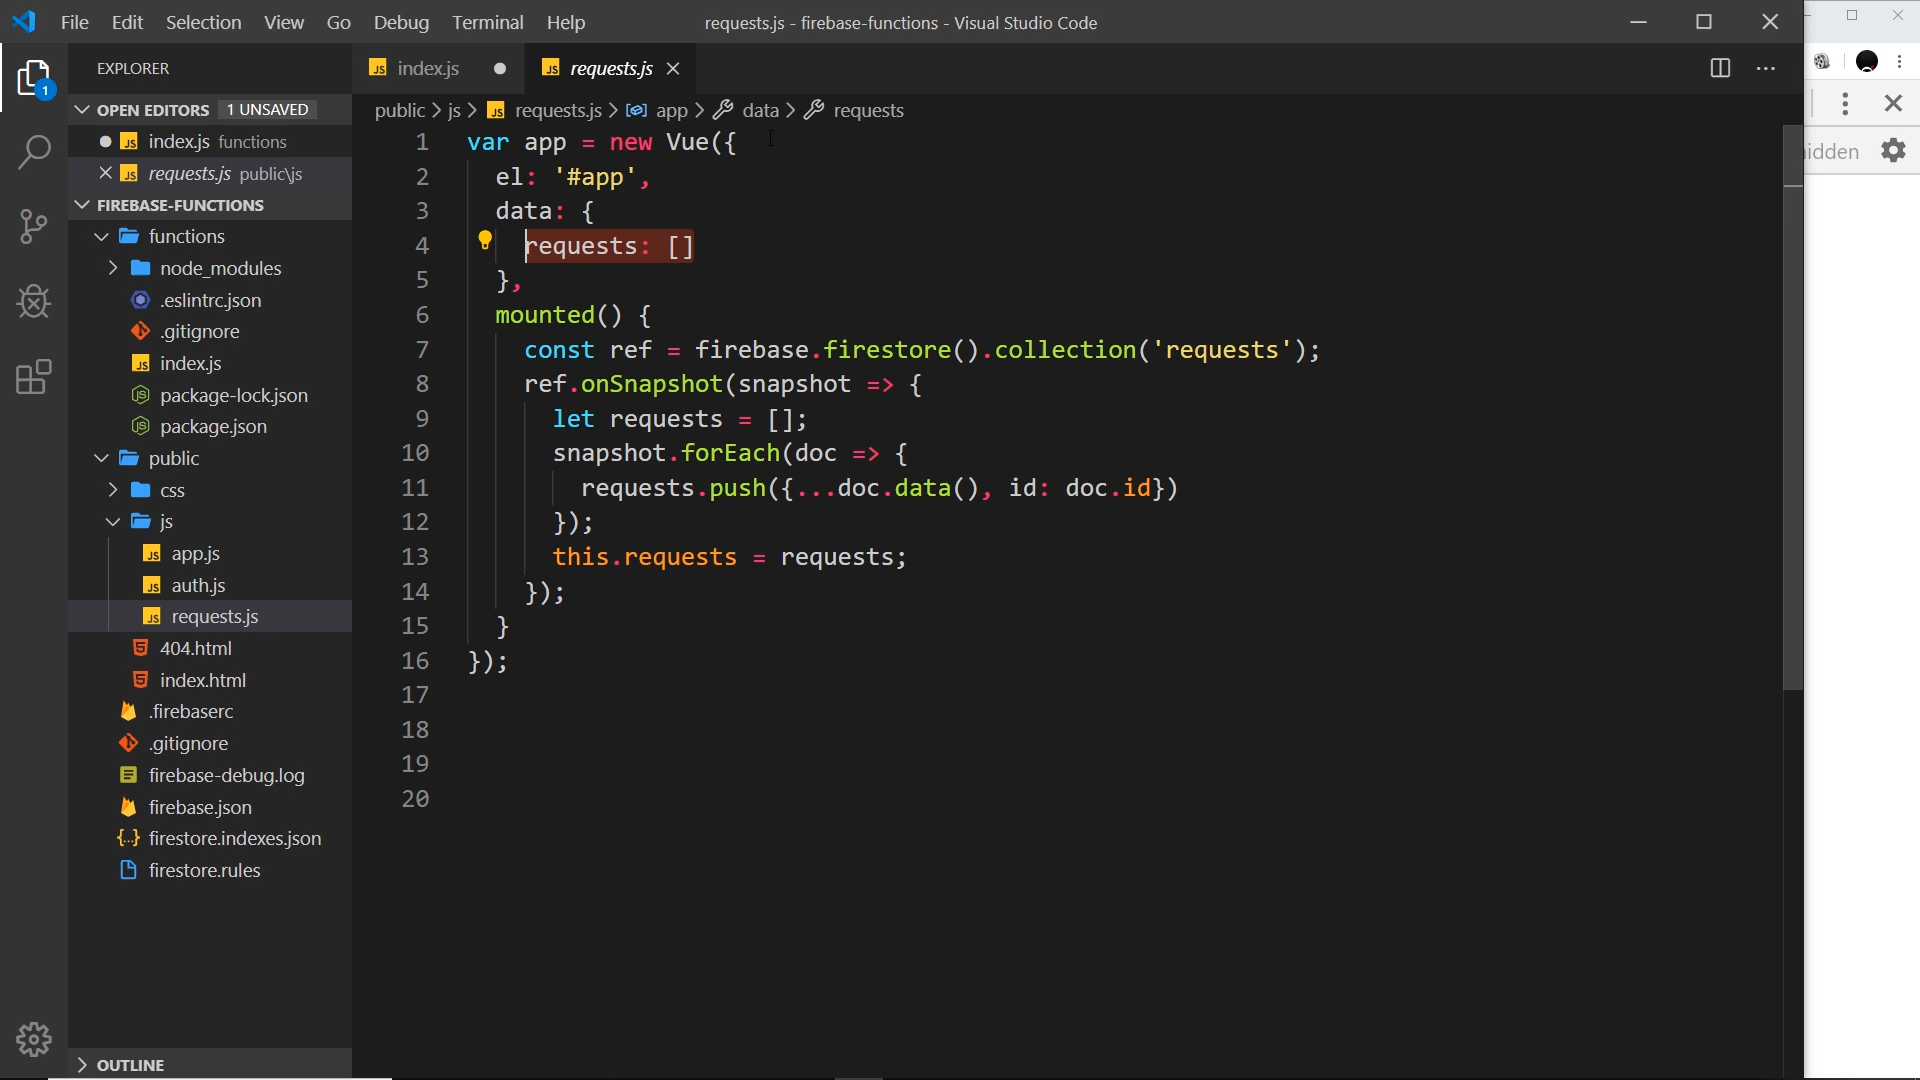 File Edit Selection View Go Debug Terminal Help
requests.js - firebase-functions - Visual Studio Code
EXPLORER
OPEN EDITORS 1 UNSAVED
index.js functions
requests.js public\js
FIREBASE-FUNCTIONS
functions
node_modules
.eslintrc.json
.gitignore
index.js
package-lock.json
package.json
public
css
js
app.js
auth.js
requests.js
404.html
index.html
.firebaserc
.gitignore
firebase-debug.log
firebase.json
firestore.indexes.json
firestore.rules
OUTLINE
1
index.js
requests.js
public > js > requests.js > app > data > requests
1 var app = new Vue({
2 el: '#app',
3 data: {
4 requests: []
5 },
6 mounted() {
7 const ref = firebase.firestore().collection('requests');
8 ref.onSnapshot(snapshot => {
9 let requests = [];
10 snapshot.forEach(doc => {
11 requests.push({...doc.data(), id: doc.id})
12 });
13 this.requests = requests;
14 });
15 }
16 });
17
18
19
20
idden